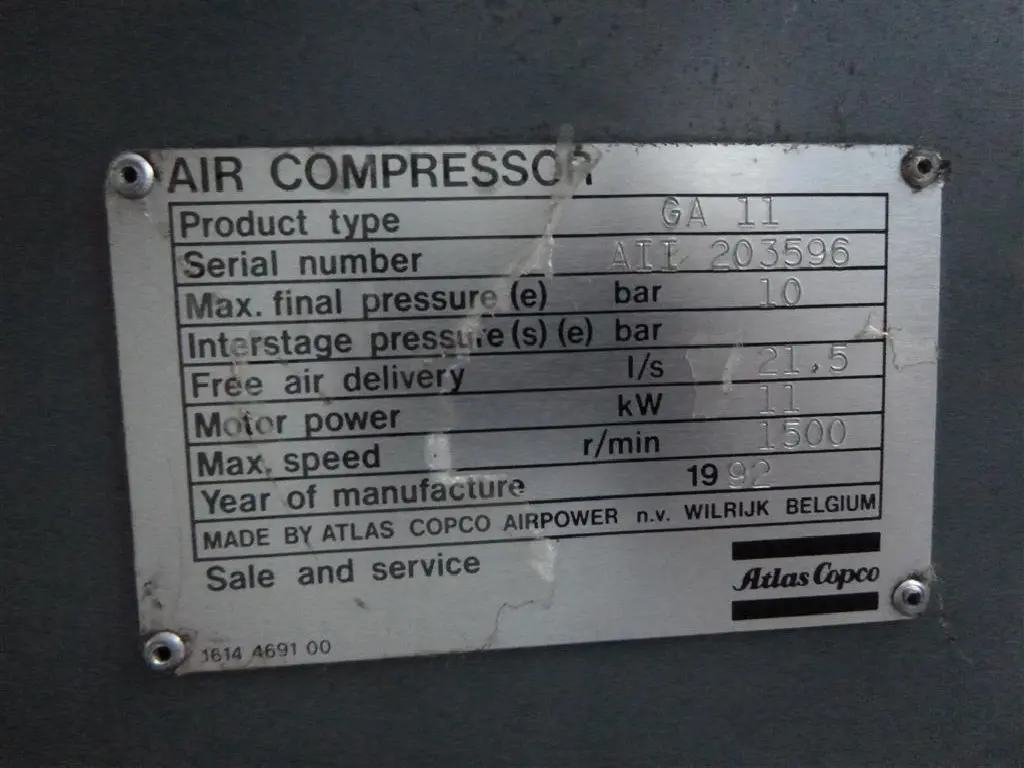 AIR COMPRESSOR
Product type GA 11
Serial number AII 203596
Max. final pressure (e) bar 10
Interstage pressure (s) (e) bar
Free air delivery l/s 21.5
Motor power kW 11
Max. speed r/min 1500
Year of manufacture 1992
MADE BY ATLAS COPCO AIRPOWER n.v. WILRIJK BELGIUM
Sale and service
Atlas Copco
1614 4691 00